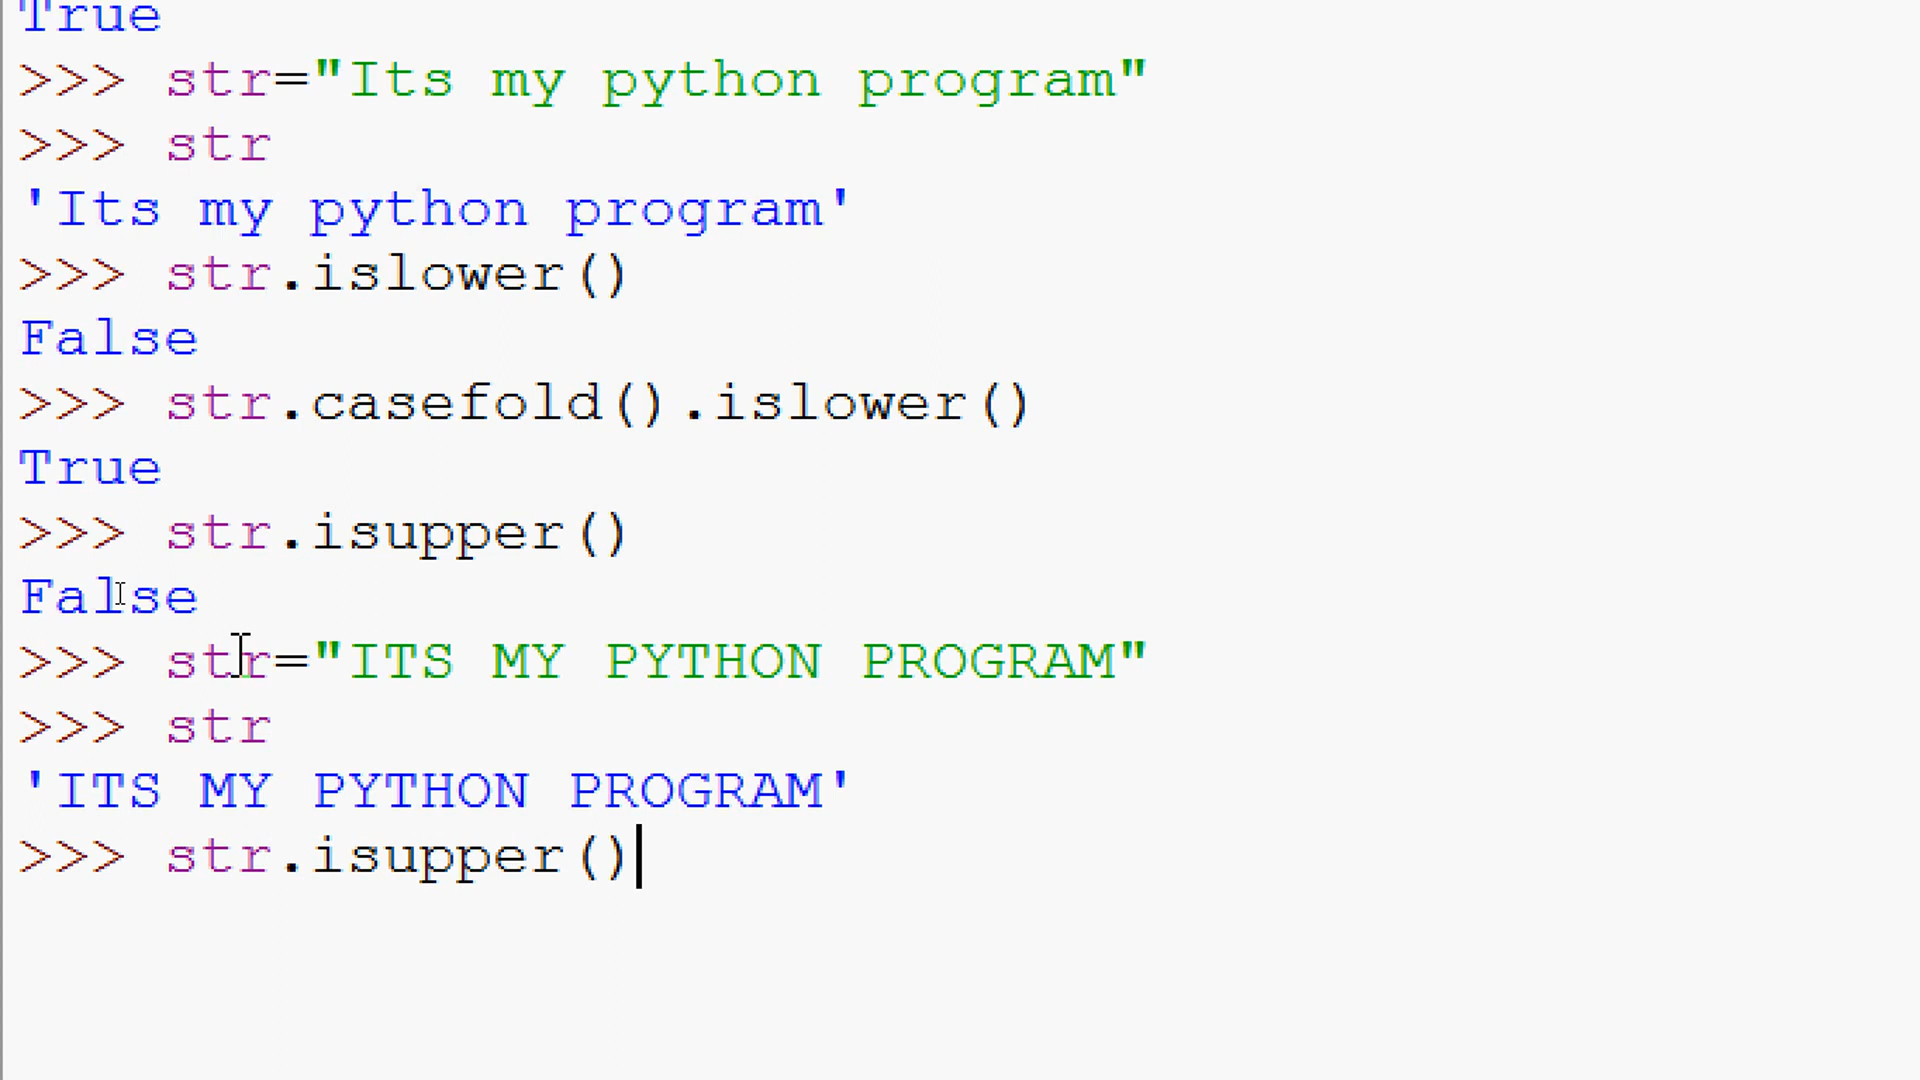 True
>>> str="Its my python program"
>>> str
'Its my python program'
>>> str.islower()
False
>>> str.casefold().islower()
True
>>> str.isupper()
False
>>> str="ITS MY PYTHON PROGRAM"
>>> str
'ITS MY PYTHON PROGRAM'
>>> str.isupper()